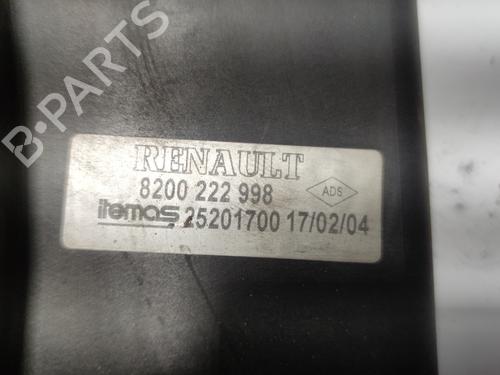 B-PARTS
RENAULT
8200 222 998
ADS
itemas 25201700 17/02/04